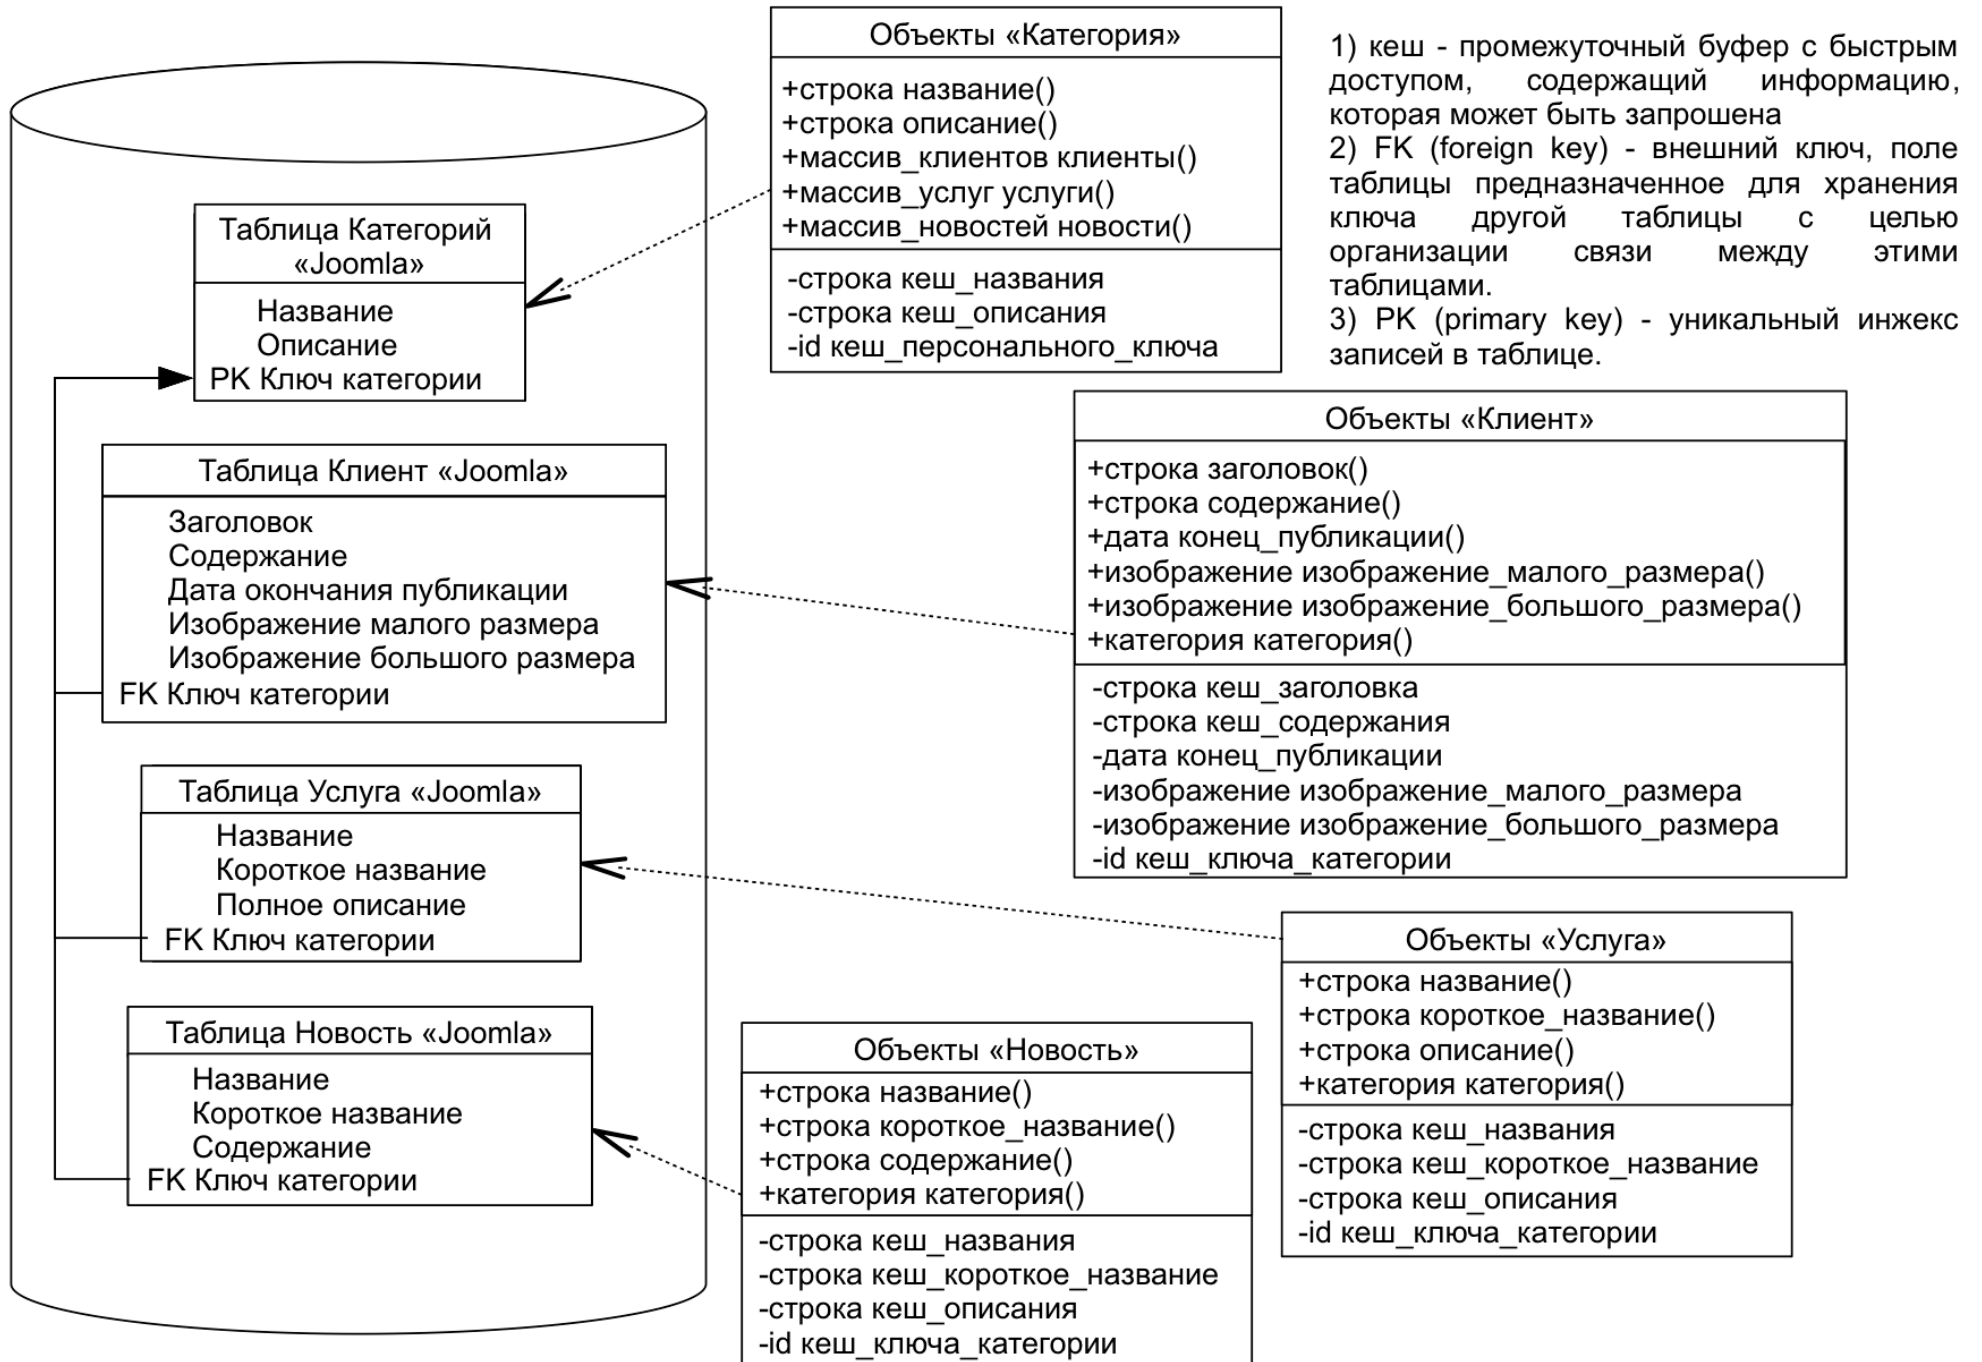 Объекты «Категория»
+строка название()
+строка описание()
+массив_клиентов клиенты()
+массив_услуг услуги()
+массив_новостей новости()
-строка кеш_названия
-строка кеш_описания
-id кеш_персонального_ключа
1) кеш - промежуточный буфер с быстрым
доступом, содержащий информацию,
которая может быть запрошена
2) FK (foreign key) - внешний ключ, поле
таблицы предназначенное для хранения
ключа другой таблицы с целью
организации связи между этими
таблицами.
3) PK (primary key) - уникальный инжекс
записей в таблице.
Таблица Категорий
«Joomla»
Название
Описание
PK Ключ категории
Таблица Клиент «Joomla»
Заголовок
Содержание
Дата окончания публикации
Изображение малого размера
Изображение большого размера
FK Ключ категории
Объекты «Клиент»
+строка заголовок()
+строка содержание()
+дата конец_публикации()
+изображение изображение_малого_размера()
+изображение изображение_большого_размера()
+категория категория()
-строка кеш_заголовка
-строка кеш_содержания
-дата конец_публикации
-изображение изображение_малого_размера
-изображение изображение_большого_размера
-id кеш_ключа_категории
Таблица Услуга «Joomla»
Название
Короткое название
Полное описание
FK Ключ категории
Объекты «Услуга»
+строка название()
+строка короткое_название()
+строка описание()
+категория категория()
-строка кеш_названия
-строка кеш_короткое_название
-строка кеш_описания
-id кеш_ключа_категории
Таблица Новость «Joomla»
Название
Короткое название
Содержание
FK Ключ категории
Объекты «Новость»
+строка название()
+строка короткое_название()
+строка содержание()
+категория категория()
-строка кеш_названия
-строка кеш_короткое_название
-строка кеш_описания
-id кеш_ключа_категории